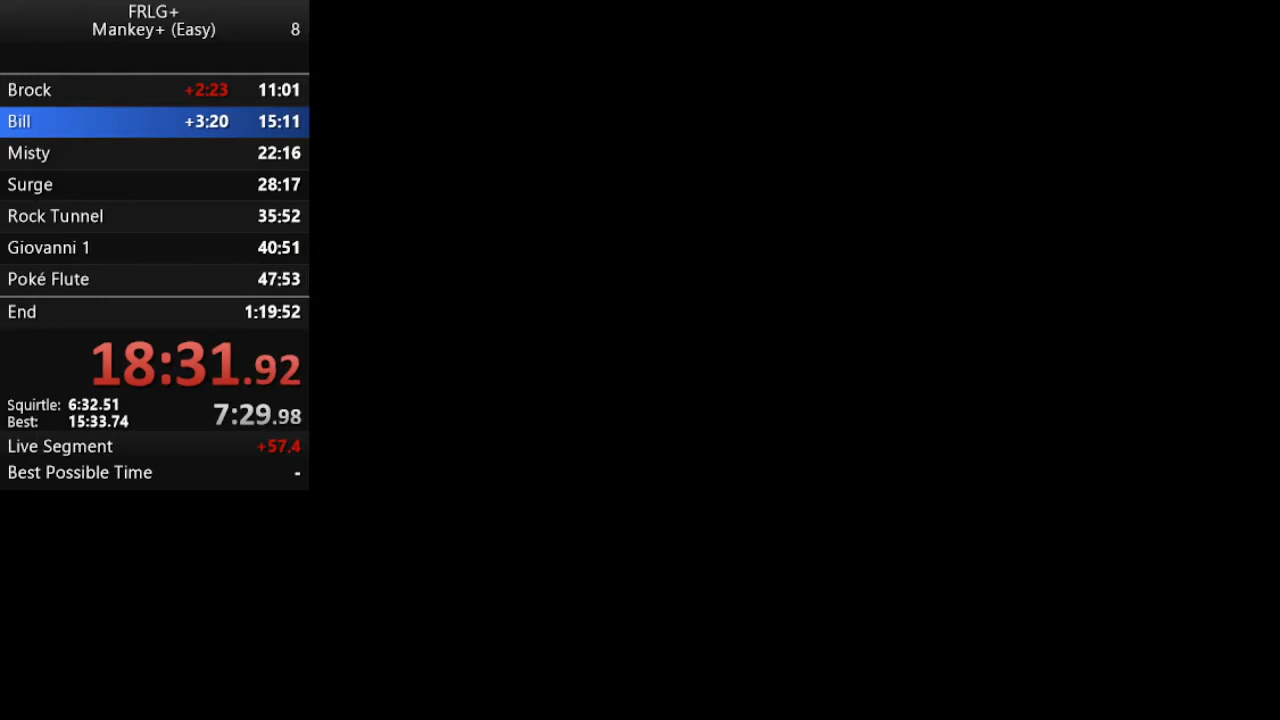 FRLG+
Mankey+ (Easy) 8
Brock +2:23 11:01
Bill +3:20 15:11
Misty 22:16
Surge 28:17
Rock Tunnel 35:52
Giovanni 1 40:51
Poké Flute 47:53
End 1:19:52
18:31.92
Squirtle: 6:32.51
Best: 15:33.74
7:29.98
Live Segment +57.4
Best Possible Time -